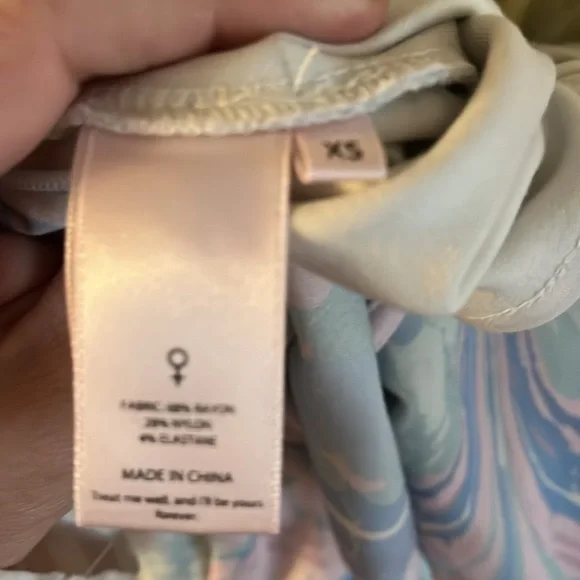 XS
FABRIC: 68% RAYON
28% NYLON
4% ELASTANE
MADE IN CHINA
Treat me well, and I'll be yours
forever.